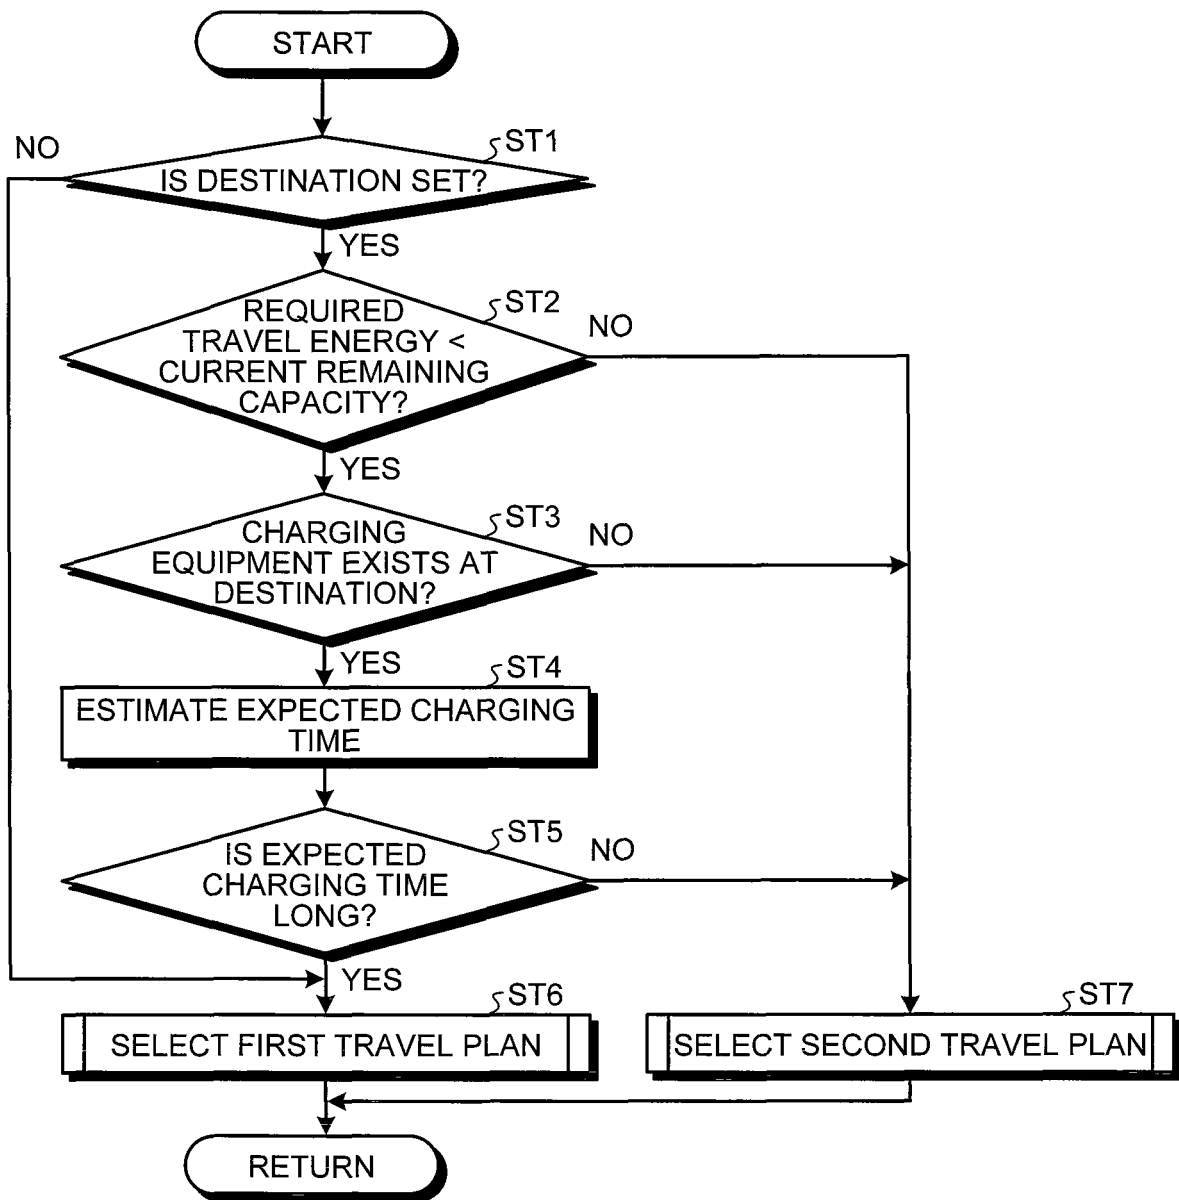 START
NO
ST1
IS DESTINATION SET?
YES
ST2
REQUIRED
TRAVEL ENERGY <
CURRENT REMAINING
CAPACITY?
NO
YES
ST3
CHARGING
EQUIPMENT EXISTS AT
DESTINATION?
NO
YES
ST4
ESTIMATE EXPECTED CHARGING
TIME
ST5
IS EXPECTED
CHARGING TIME
LONG?
NO
YES
ST6
SELECT FIRST TRAVEL PLAN
ST7
SELECT SECOND TRAVEL PLAN
RETURN